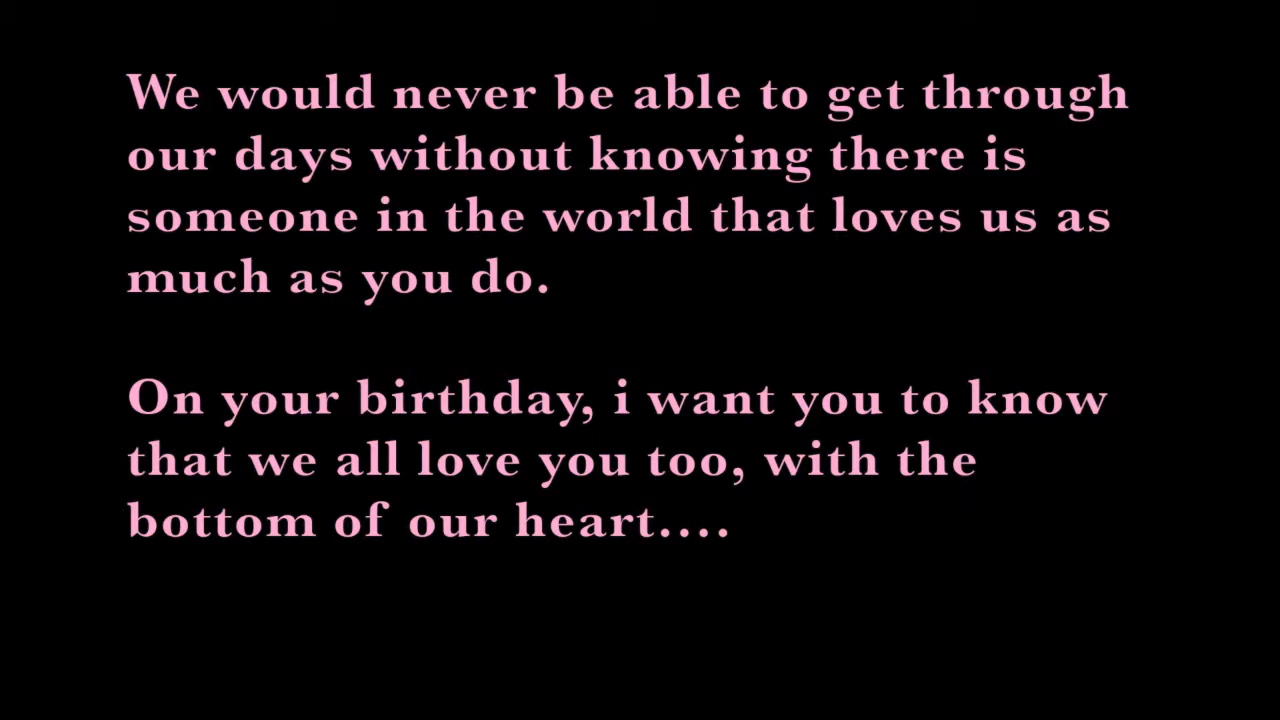 We would never be able to get through
our days without knowing there is
someone in the world that loves us as
much as you do.
On your birthday, i want you to know
that we all love you too, with the
bottom of our heart....